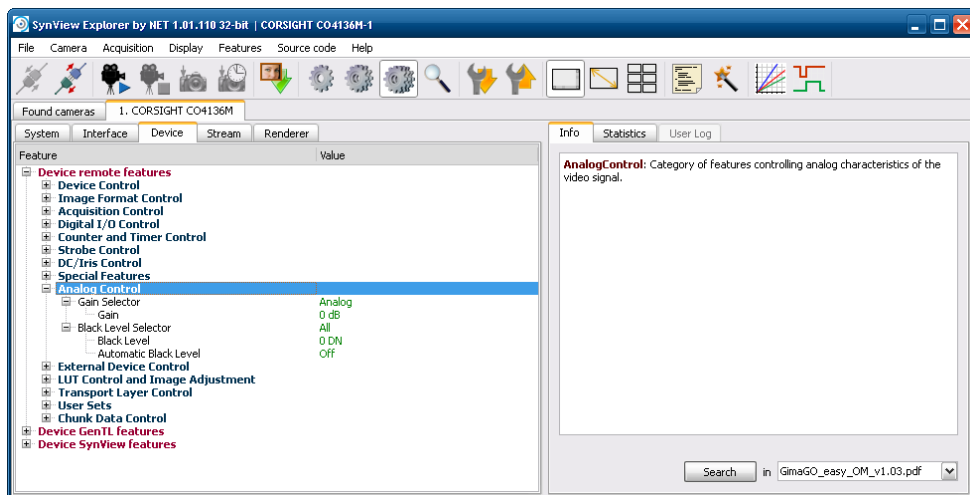 SynView Explorer by NET 1.01.110 32-bit | CORSIGHT CO4136M-1
File Camera Acquisition Display Features Source code Help
Found cameras 1. CORSIGHT CO4136M
System Interface Device Stream Renderer
Feature Value
Device remote features
Device Control
Image Format Control
Acquisition Control
Digital I/O Control
Counter and Timer Control
Strobe Control
DC/Iris Control
Special Features
Analog Control
Gain Selector Analog
Gain 0 dB
Black Level Selector All
Black Level 0 DN
Automatic Black Level Off
External Device Control
LUT Control and Image Adjustment
Transport Layer Control
User Sets
Chunk Data Control
Device GenTL features
Device SynView features
Info Statistics User Log
AnalogControl: Category of features controlling analog characteristics of the
video signal.
Search in GimaGO_easy_OM_v1.03.pdf